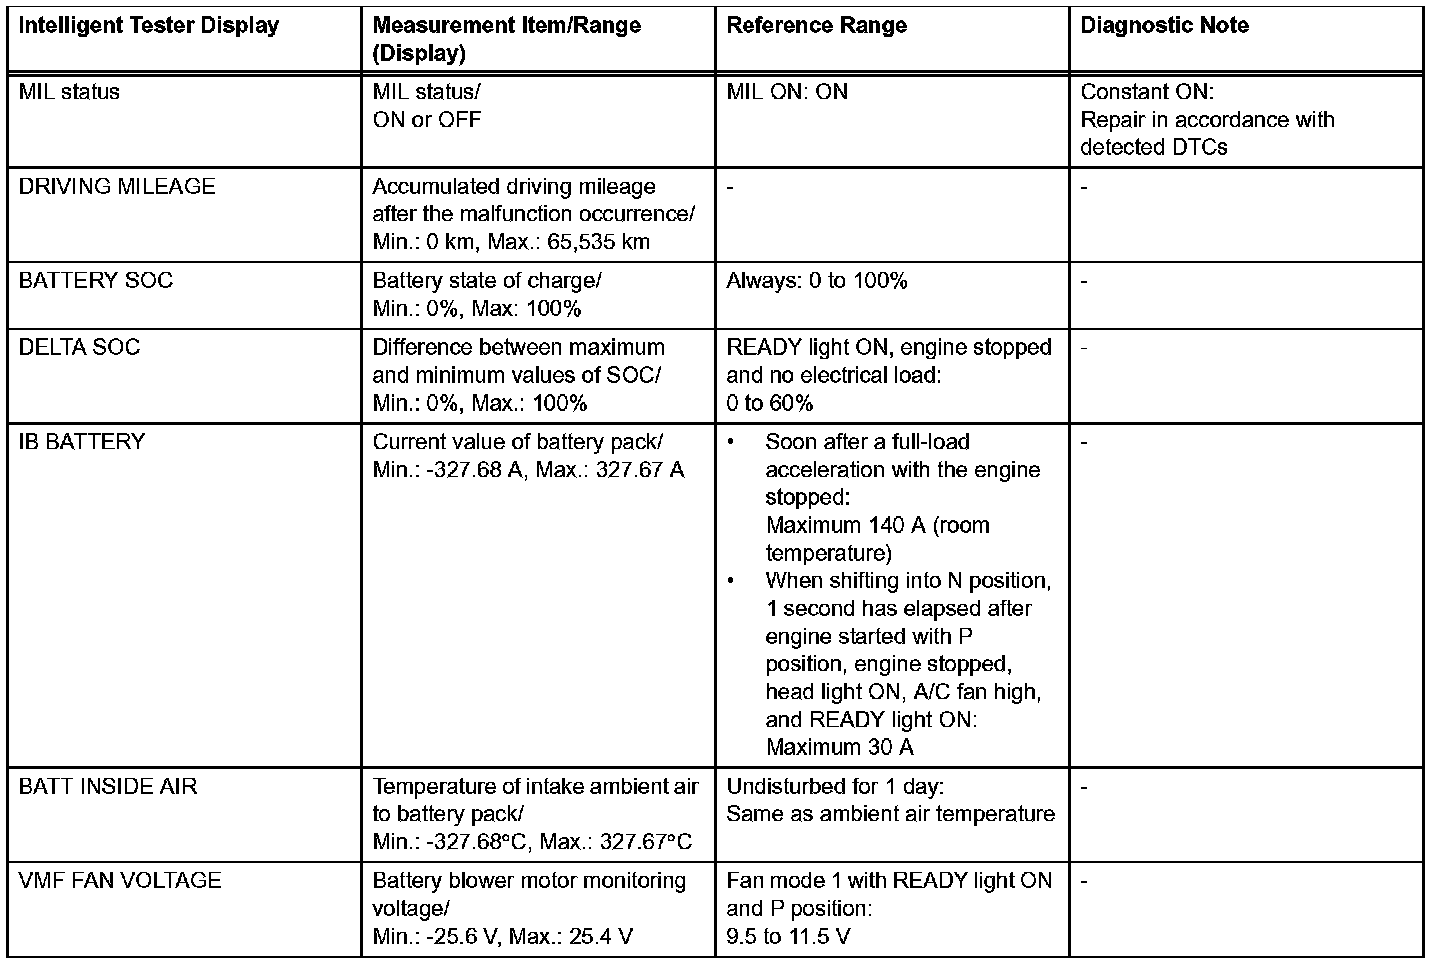 Intelligent Tester Display
Measurement Item/Range
(Display)
Reference Range
Diagnostic Note
MIL status
MIL status/
ON or OFF
MIL ON: ON
Constant ON:
Repair in accordance with
detected DTCs
DRIVING MILEAGE
Accumulated driving mileage
after the malfunction occurrence/
Min.: 0 km, Max.: 65,535 km
-
-
BATTERY SOC
Battery state of charge/
Min.: 0%, Max: 100%
Always: 0 to 100%
-
DELTA SOC
Difference between maximum
and minimum values of SOC/
Min.: 0%, Max.: 100%
READY light ON, engine stopped
and no electrical load:
0 to 60%
-
IB BATTERY
Current value of battery pack/
Min.: -327.68 A, Max.: 327.67 A
• Soon after a full-load
acceleration with the engine
stopped:
Maximum 140 A (room
temperature)
• When shifting into N position,
1 second has elapsed after
engine started with P
position, engine stopped,
head light ON, A/C fan high,
and READY light ON:
Maximum 30 A
-
BATT INSIDE AIR
Temperature of intake ambient air
to battery pack/
Min.: -327.68°C, Max.: 327.67°C
Undisturbed for 1 day:
Same as ambient air temperature
-
VMF FAN VOLTAGE
Battery blower motor monitoring
voltage/
Min.: -25.6 V, Max.: 25.4 V
Fan mode 1 with READY light ON
and P position:
9.5 to 11.5 V
-